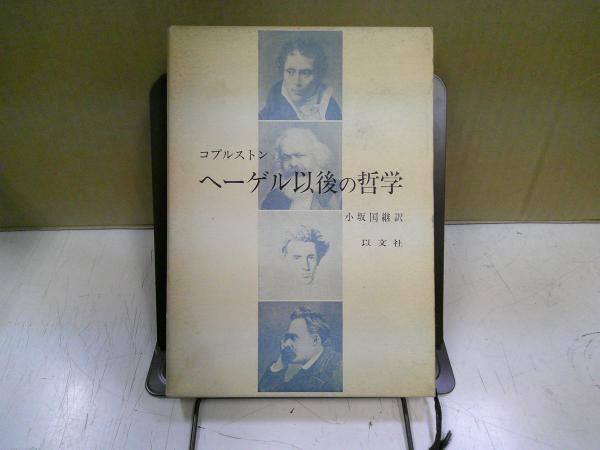 コプルストン
ヘーゲル以後の哲学
小坂国継訳
以文社